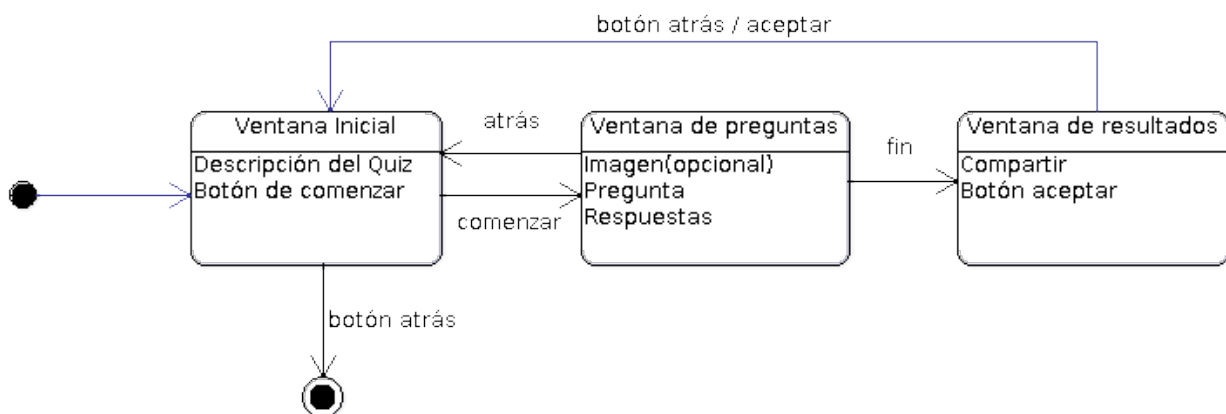 botón atrás / aceptar
Ventana Inicial
Descripción del Quiz
Botón de comenzar
atrás
comenzar
Ventana de preguntas
Imagen(opcional)
Pregunta
Respuestas
fin
Ventana de resultados
Compartir
Botón aceptar
botón atrás